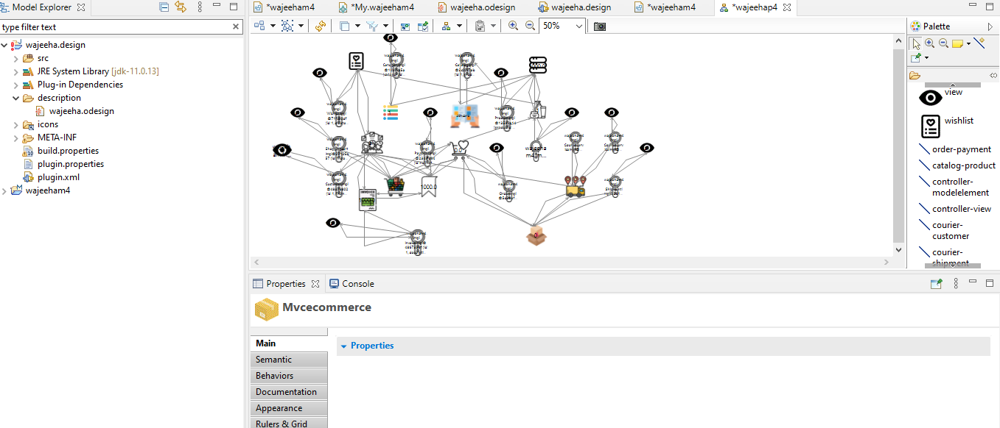 Model Explorer
*wajeeham4
*My.wajeeham4
wajeeha.odesign
wajeeha.design
*wajeeham4
*wajeehap4
type filter text
50%
Palette
wajeeha.design
src
JRE System Library [jdk-11.0.13]
Plug-in Dependencies
description
wajeeha.odesign
icons
META-INF
build.properties
plugin.properties
plugin.xml
wajeeham4
0.0
1000.0
view
wishlist
order-payment
catalog-product
controller-
modelelement
controller-view
courier-
customer
courier-
shipment
Properties
Console
Mvcecommerce
Main
Properties
Semantic
Behaviors
Documentation
Appearance
Rulers & Grid